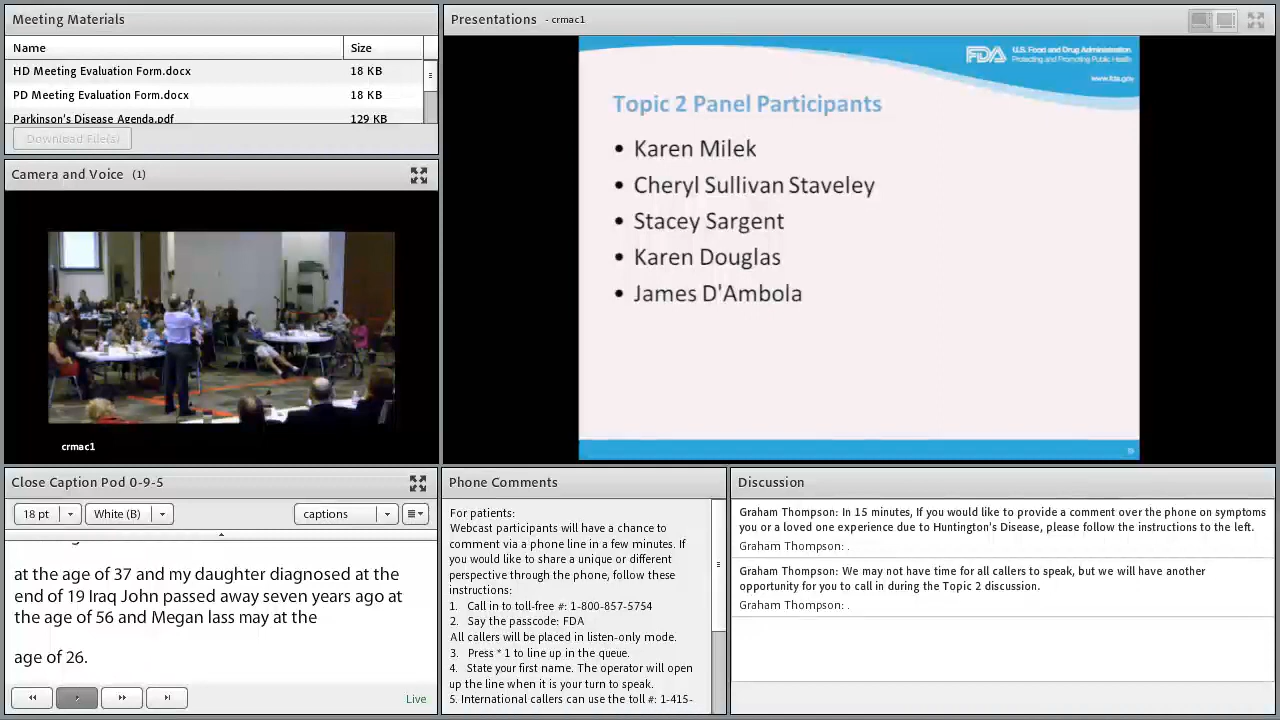 Meeting Materials
Name Size
HD Meeting Evaluation Form.docx 18 KB
PD Meeting Evaluation Form.docx 18 KB
Parkinson's Disease Agenda.pdf 129 KB
Download File(s)
Camera and Voice (1)
crmac1
Presentations - crmac1
FDA U.S. Food and Drug Administration
Protecting and Promoting Public Health
www.fda.gov
Topic 2 Panel Participants
• Karen Milek
• Cheryl Sullivan Staveley
• Stacey Sargent
• Karen Douglas
• James D'Ambola
Close Caption Pod 0-9-5
18 pt White (B) captions
at the age of 37 and my daughter diagnosed at the
end of 19 Iraq John passed away seven years ago at
the age of 56 and Megan lass may at the
age of 26.
Live
Phone Comments
For patients:
Webcast participants will have a chance to
comment via a phone line in a few minutes. If
you would like to share a unique or different
perspective through the phone, follow these
instructions:
1. Call in to toll-free #: 1-800-857-5754
2. Say the passcode: FDA
All callers will be placed in listen-only mode.
3. Press * 1 to line up in the queue.
4. State your first name. The operator will open
up the line when it is your turn to speak.
5. International callers can use the toll #: 1-415-
Discussion
Graham Thompson: In 15 minutes, If you would like to provide a comment over the phone on symptoms
you or a loved one experience due to Huntington's Disease, please follow the instructions to the left.
Graham Thompson: .
Graham Thompson: We may not have time for all callers to speak, but we will have another
opportunity for you to call in during the Topic 2 discussion.
Graham Thompson: .